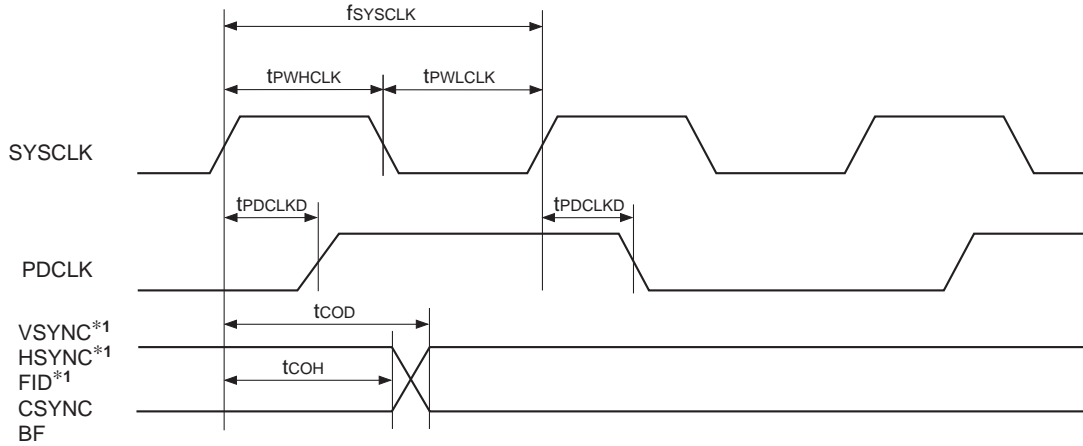 fSYSCLK
tPWHCLK tPWLCLK
SYSCLK
tPDCLKD tPDCLKD
PDCLK
tCOD
VSYNC*1
HSYNC*1
tCOH
FID*1
CSYNC
BF